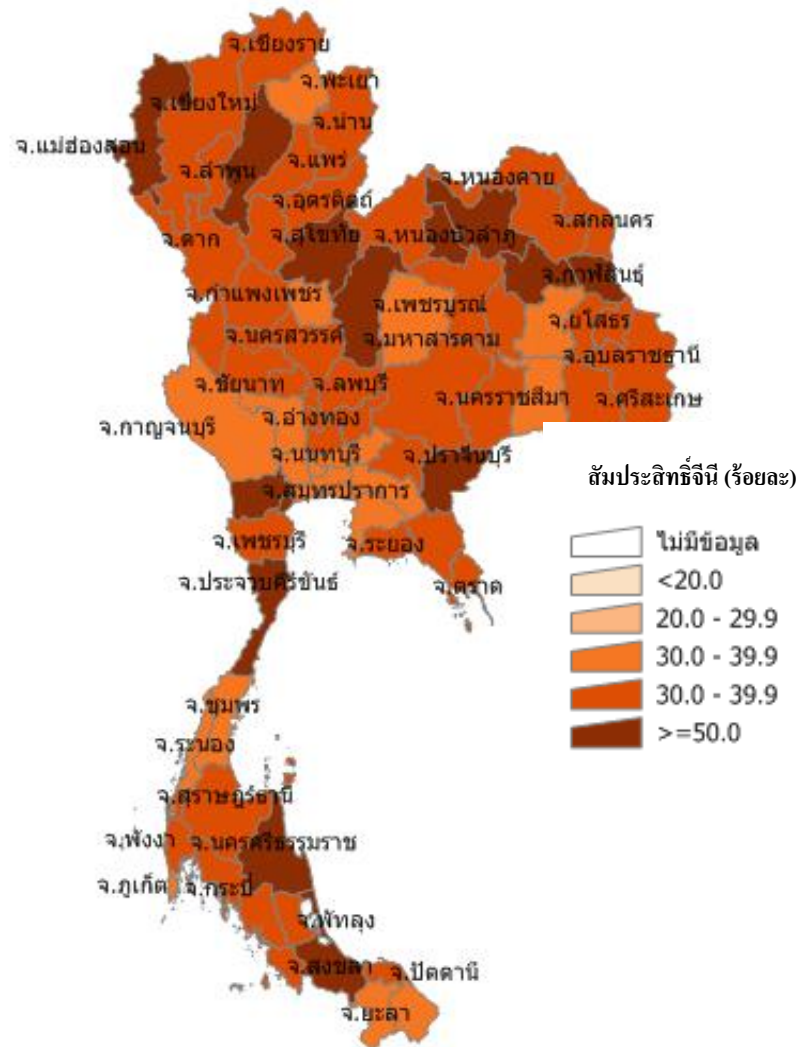 จ.เชียงราย
จ.พะเยา
จ.เชียงใหม่
จ.น่าน
จ.แม่ฮ่องสอน
จ.แพร่
จ.ลำพูน
จ.หนองคาย
จ.อุตรดิตถ์
จ.สกลนคร
จ.ตาก
จ.สุโขทัย
จ.หนองบัวลำภู
จ.กาฬสินธุ์
จ.กำแพงเพชร
จ.เพชรบูรณ์
จ.ยโสธร
จ.นครสวรรค์
จ.มหาสารคาม
จ.อุบลราชธานี
จ.ชัยนาท
จ.ลพบุรี
จ.นครราชสีมา
จ.ศรีสะเกษ
จ.กาญจนบุรี
จ.อ่างทอง
จ.นนทบุรี
จ.ปราจีนบุรี
จ.สมุทรปราการ
จ.เพชรบุรี
จ.ระยอง
จ.ประจวบคีรีขันธ์
จ.ตราด
สัมประสิทธิ์จีนี (ร้อยละ)
ไม่มีข้อมูล
<20.0
20.0 - 29.9
30.0 - 39.9
30.0 - 39.9
>=50.0
จ.ชุมพร
จ.ระนอง
จ.สุราษฎร์ธานี
จ.พังงา
จ.นครศรีธรรมราช
จ.ภูเก็ต
จ.กระบี่
จ.พัทลุง
จ.สงขลา
จ.ปัตตานี
จ.ยะลา